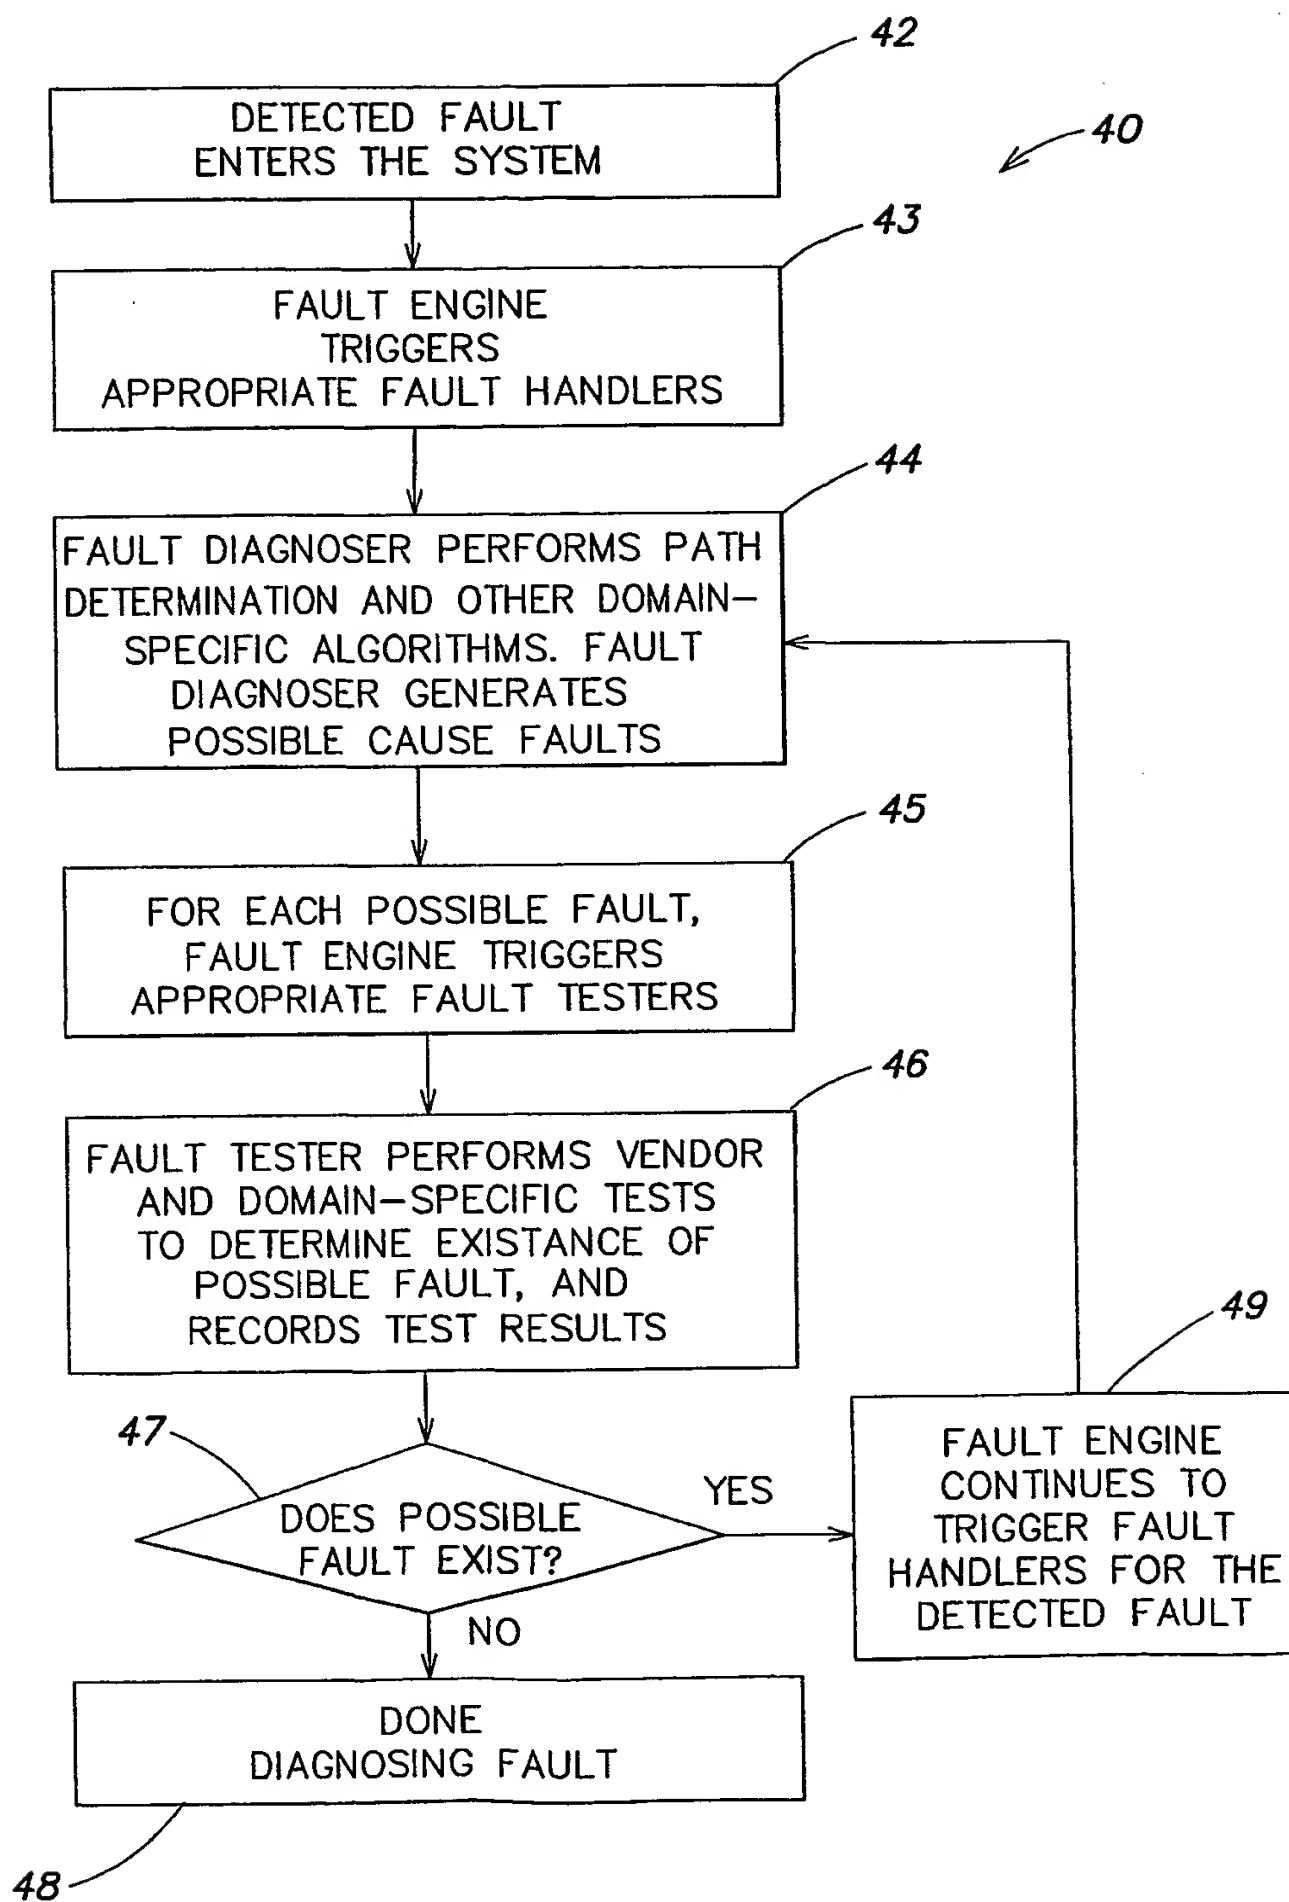 42
DETECTED FAULT
ENTERS THE SYSTEM
40
43
FAULT ENGINE
TRIGGERS
APPROPRIATE FAULT HANDLERS
44
FAULT DIAGNOSER PERFORMS PATH
DETERMINATION AND OTHER DOMAIN-
SPECIFIC ALGORITHMS. FAULT
DIAGNOSER GENERATES
POSSIBLE CAUSE FAULTS
45
FOR EACH POSSIBLE FAULT,
FAULT ENGINE TRIGGERS
APPROPRIATE FAULT TESTERS
46
FAULT TESTER PERFORMS VENDOR
AND DOMAIN-SPECIFIC TESTS
TO DETERMINE EXISTANCE OF
POSSIBLE FAULT, AND
RECORDS TEST RESULTS
47
DOES POSSIBLE
FAULT EXIST?
YES
49
FAULT ENGINE
CONTINUES TO
TRIGGER FAULT
HANDLERS FOR THE
DETECTED FAULT
NO
DONE
DIAGNOSING FAULT
48